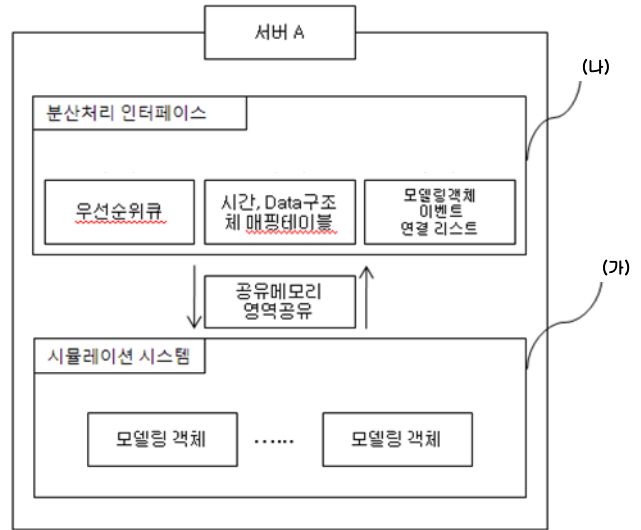 서버 A
(나)
분산처리 인터페이스
우선순위큐
시간, Data구조
체 매핑테이블
모델링객체
이벤트
연결 리스트
(가)
공유메모리
영역공유
시뮬레이션 시스템
모델링 객체
……
모델링 객체